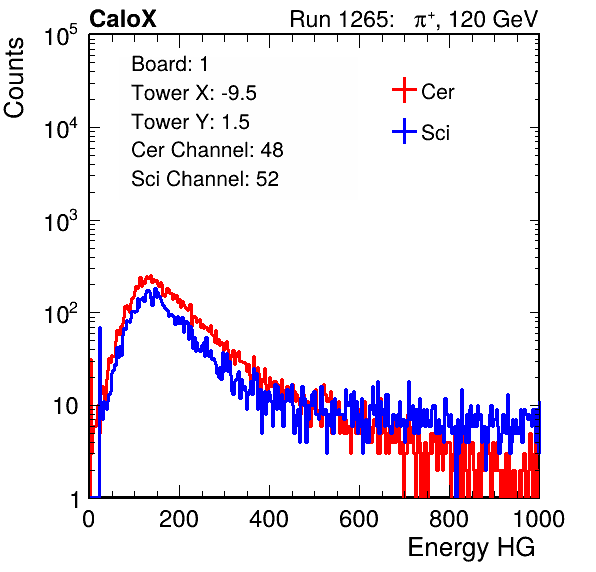 CaloX Run 1265: π⁺, 120 GeV
Counts
10⁵
10⁴
10³
10²
10
1
Board: 1
Tower X: -9.5
Tower Y: 1.5
Cer Channel: 48
Sci Channel: 52
Cer
Sci
0 200 400 600 800 1000
Energy HG